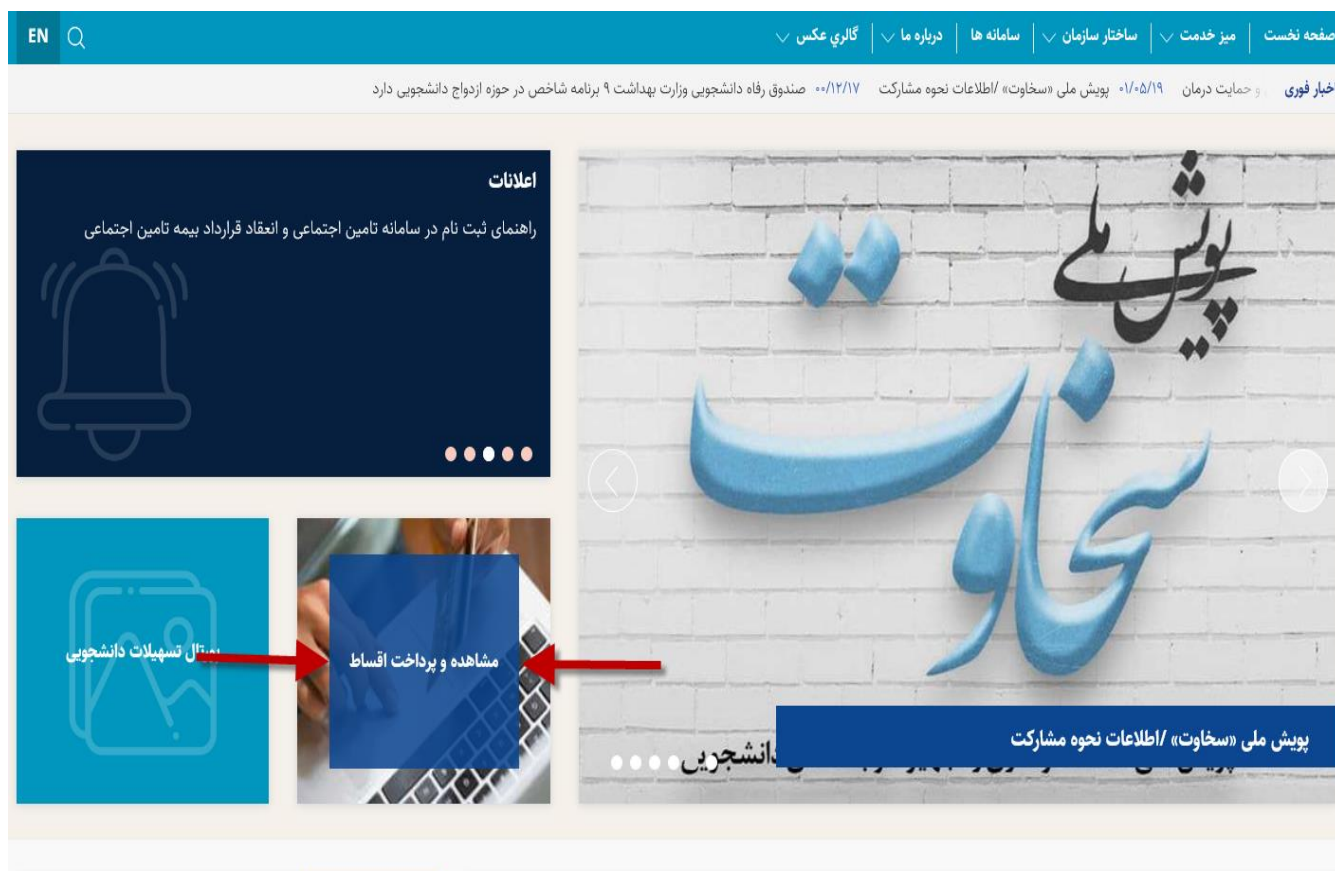 صفحه نخست
میز خدمت
ساختار سازمان
سامانه ها
درباره ما
گالري عکس
EN
اخبار فوری
و حمایت درمان ۰۱/۰۵/۱۹ پویش ملی «سخاوت» /اطلاعات نحوه مشارکت ۰۰/۱۲/۱۷ صندوق رفاه دانشجویی وزارت بهداشت ۹ برنامه شاخص در حوزه ازدواج دانشجویی دارد
پویش ملی
سخاوت
دانشجویی
پویش ملی «سخاوت» /اطلاعات نحوه مشارکت
اعلانات
راهنمای ثبت نام در سامانه تامین اجتماعی و انعقاد قرارداد بیمه تامین اجتماعی
مشاهده و پرداخت اقساط
پورتال تسهیلات دانشجویی